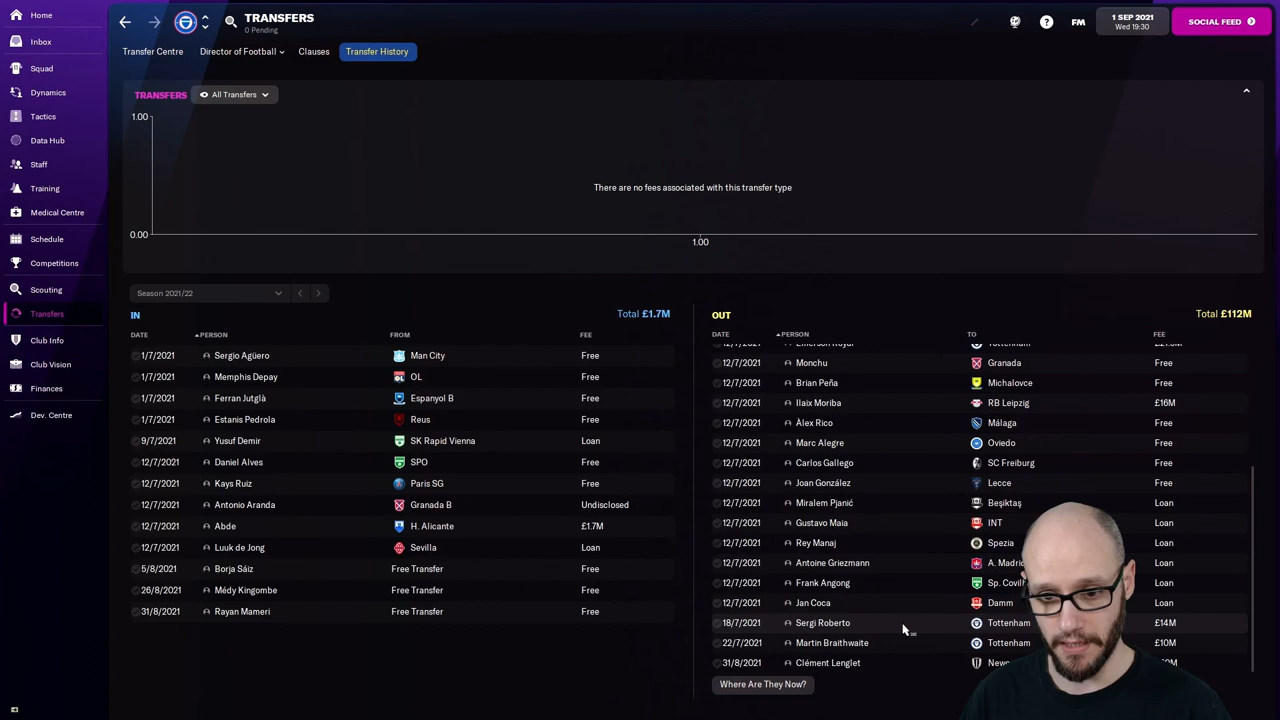 Home
Inbox
Squad
Dynamics
Tactics
Data Hub
Staff
Training
Medical Centre
Schedule
Competitions
Scouting
Transfers
Club Info
Club Vision
Finances
Dev. Centre
TRANSFERS
0 Pending
FM
1 SEP 2021
Wed 19:30
SOCIAL FEED
Transfer Centre
Director of Football
Clauses
Transfer History
TRANSFERS
All Transfers
1.00
There are no fees associated with this transfer type
0.00
1.00
Season 2021/22
IN
Total £1.7M
DATE PERSON FROM FEE
1/7/2021 Sergio Agüero Man City Free
1/7/2021 Memphis Depay OL Free
1/7/2021 Ferran Jutglà Espanyol B Free
1/7/2021 Estanis Pedrola Reus Free
9/7/2021 Yusuf Demir SK Rapid Vienna Loan
12/7/2021 Daniel Alves SPO Free
12/7/2021 Kays Ruiz Paris SG Free
12/7/2021 Antonio Aranda Granada B Undisclosed
12/7/2021 Abde H. Alicante £1.7M
12/7/2021 Luuk de Jong Sevilla Loan
5/8/2021 Borja Sáiz Free Transfer Free
26/8/2021 Médy Kingombe Free Transfer Free
31/8/2021 Rayan Mameri Free Transfer Free
OUT
Total £112M
DATE PERSON TO FEE
12/7/2021 Emerson Royal Tottenham
12/7/2021 Monchu Granada Free
12/7/2021 Brian Peña Michalovce Free
12/7/2021 Ilaix Moriba RB Leipzig £16M
12/7/2021 Àlex Rico Málaga Free
12/7/2021 Marc Alegre Oviedo Free
12/7/2021 Carlos Gallego SC Freiburg Free
12/7/2021 Joan González Lecce Free
12/7/2021 Miralem Pjanić Beşiktaş Loan
12/7/2021 Gustavo Maia INT Loan
12/7/2021 Rey Manaj Spezia Loan
12/7/2021 Antoine Griezmann A. Madri Loan
12/7/2021 Frank Angong Sp. Covil Loan
12/7/2021 Jan Coca Damm Loan
18/7/2021 Sergi Roberto Tottenham £14M
22/7/2021 Martin Braithwaite Tottenham £10M
31/8/2021 Clément Lenglet
Where Are They Now?